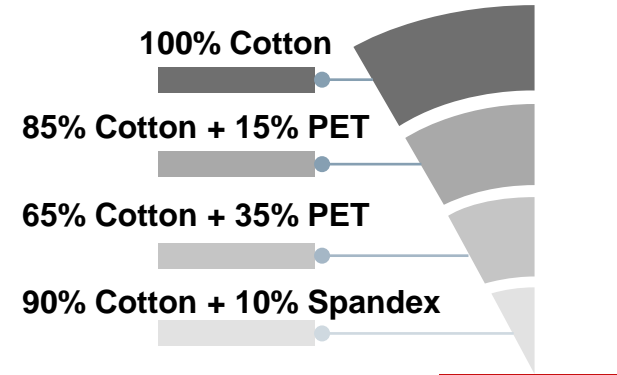 100% Cotton
85% Cotton + 15% PET
65% Cotton + 35% PET
90% Cotton + 10% Spandex